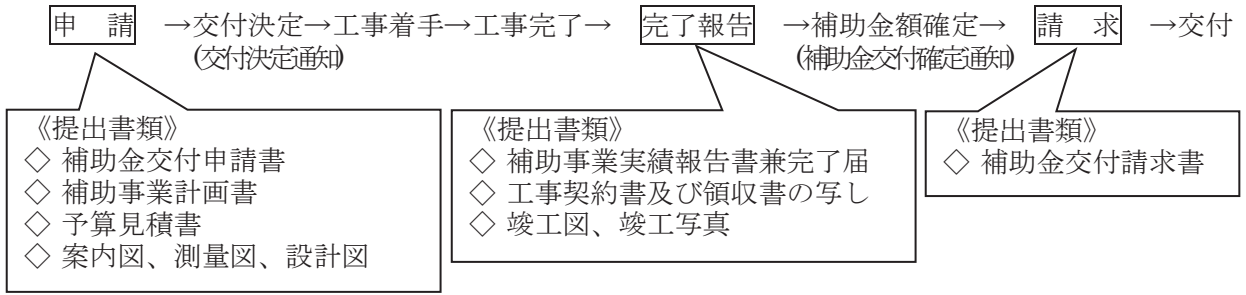 申　請 →交付決定→工事着手→工事完了→ 完了報告 →補助金額確定→ 請　求 →交付
(交付決定通知) (補助金交付確定通知)
《提出書類》
◇ 補助金交付申請書
◇ 補助事業計画書
◇ 予算見積書
◇ 案内図、測量図、設計図
《提出書類》
◇ 補助事業実績報告書兼完了届
◇ 工事契約書及び領収書の写し
◇ 竣工図、竣工写真
《提出書類》
◇ 補助金交付請求書